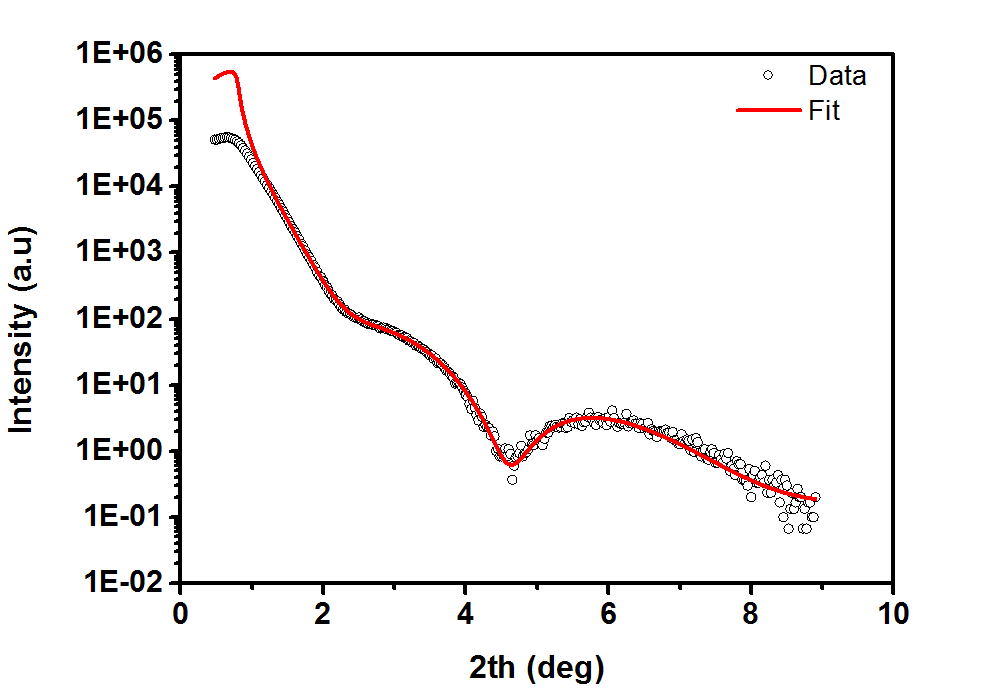 1E+06
1E+05
1E+04
1E+03
1E+02
1E+01
1E+00
1E-01
1E-02
Intensity (a.u)
Data
Fit
0 2 4 6 8 10
2th (deg)